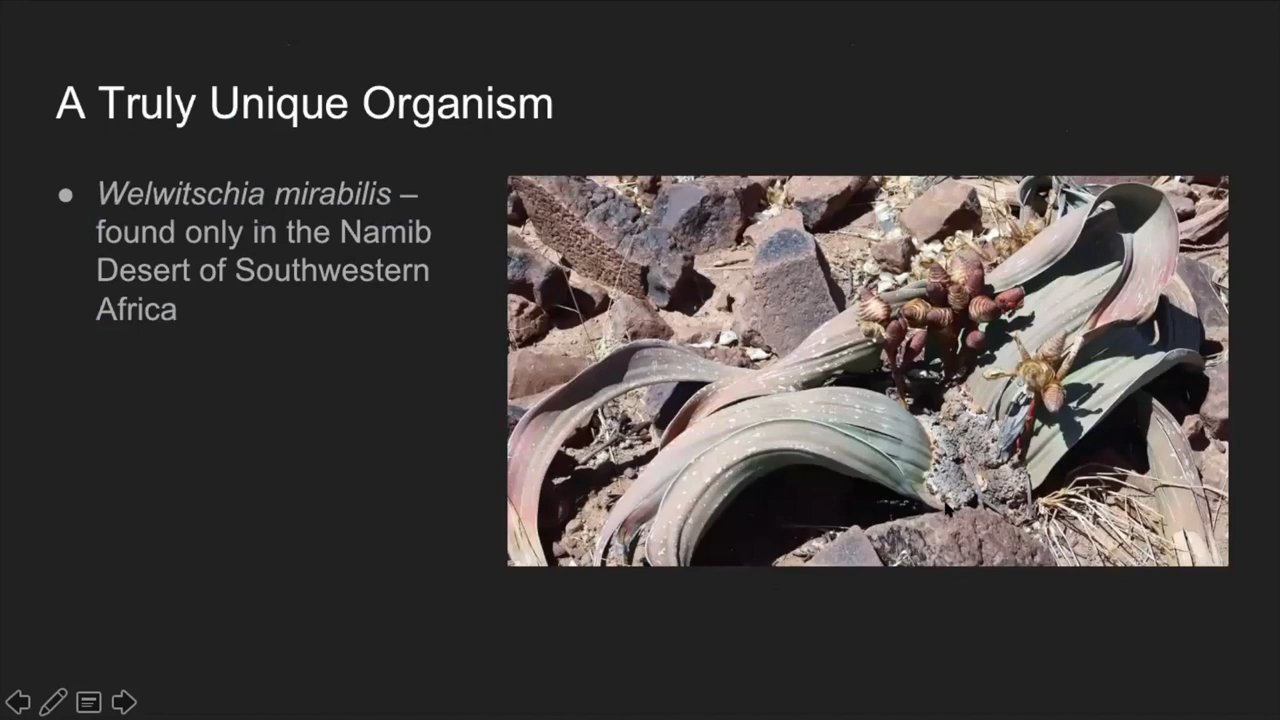 A Truly Unique Organism
● Welwitschia mirabilis –
found only in the Namib
Desert of Southwestern
Africa